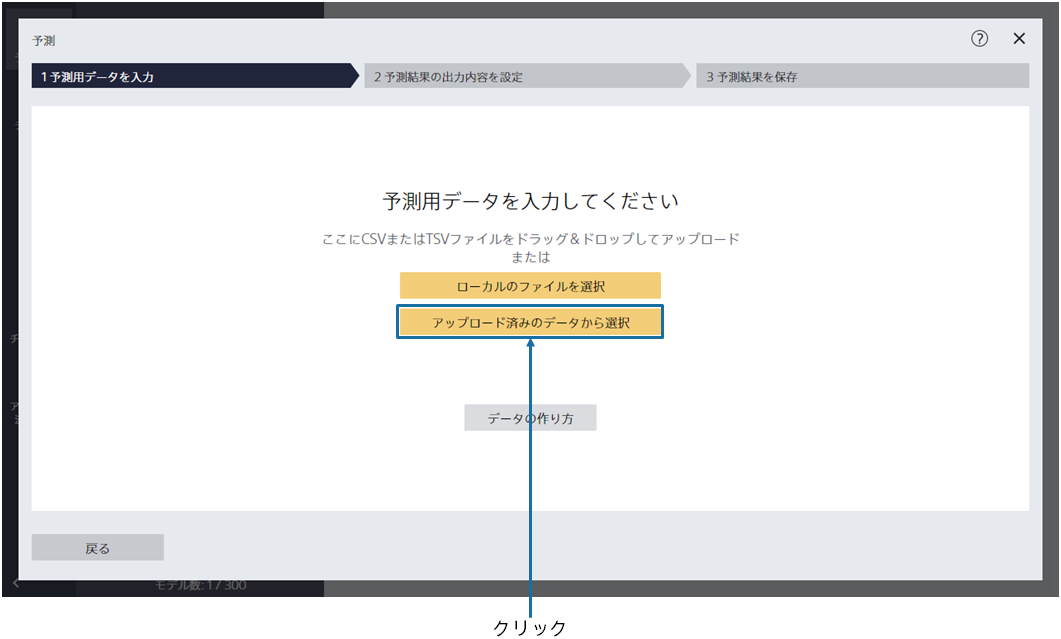 予測
1 予測用データを入力
2 予測結果の出力内容を設定
3 予測結果を保存
予測用データを入力してください
ここにCSVまたはTSVファイルをドラッグ＆ドロップしてアップロード
または
ローカルのファイルを選択
アップロード済みのデータから選択
データの作り方
戻る
モデル数: 1 / 300
クリック